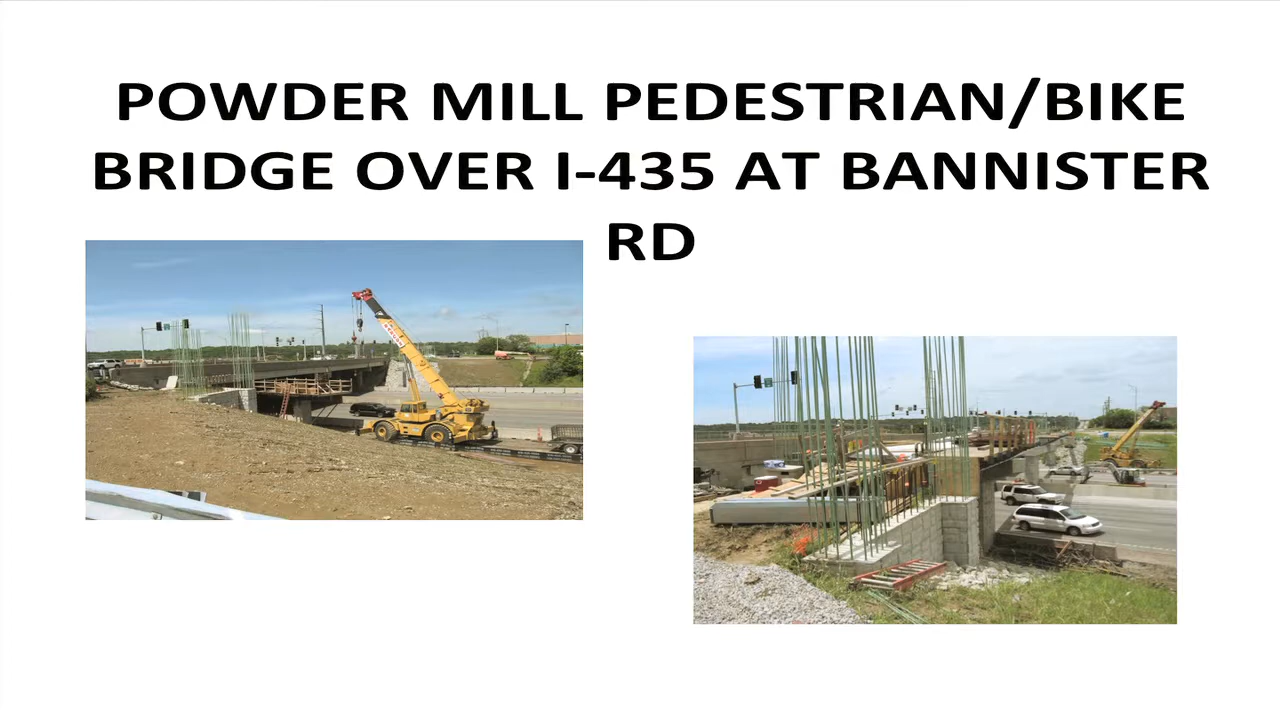 POWDER MILL PEDESTRIAN/BIKE
BRIDGE OVER I-435 AT BANNISTER
RD